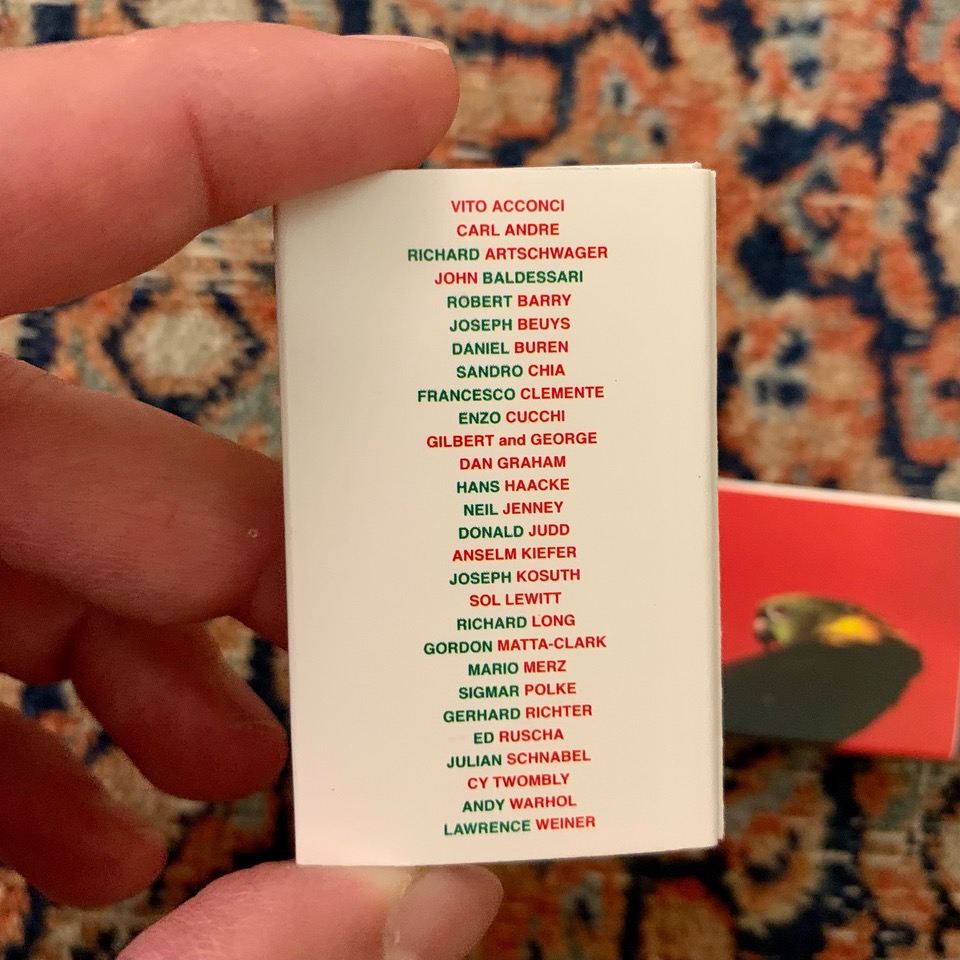 VITO ACCONCI
CARL ANDRE
RICHARD ARTSCHWAGER
JOHN BALDESSARI
ROBERT BARRY
JOSEPH BEUYS
DANIEL BUREN
SANDRO CHIA
FRANCESCO CLEMENTE
ENZO CUCCHI
GILBERT and GEORGE
DAN GRAHAM
HANS HAACKE
NEIL JENNEY
DONALD JUDD
ANSELM KIEFER
JOSEPH KOSUTH
SOL LEWITT
RICHARD LONG
GORDON MATTA-CLARK
MARIO MERZ
SIGMAR POLKE
GERHARD RICHTER
ED RUSCHA
JULIAN SCHNABEL
CY TWOMBLY
ANDY WARHOL
LAWRENCE WEINER